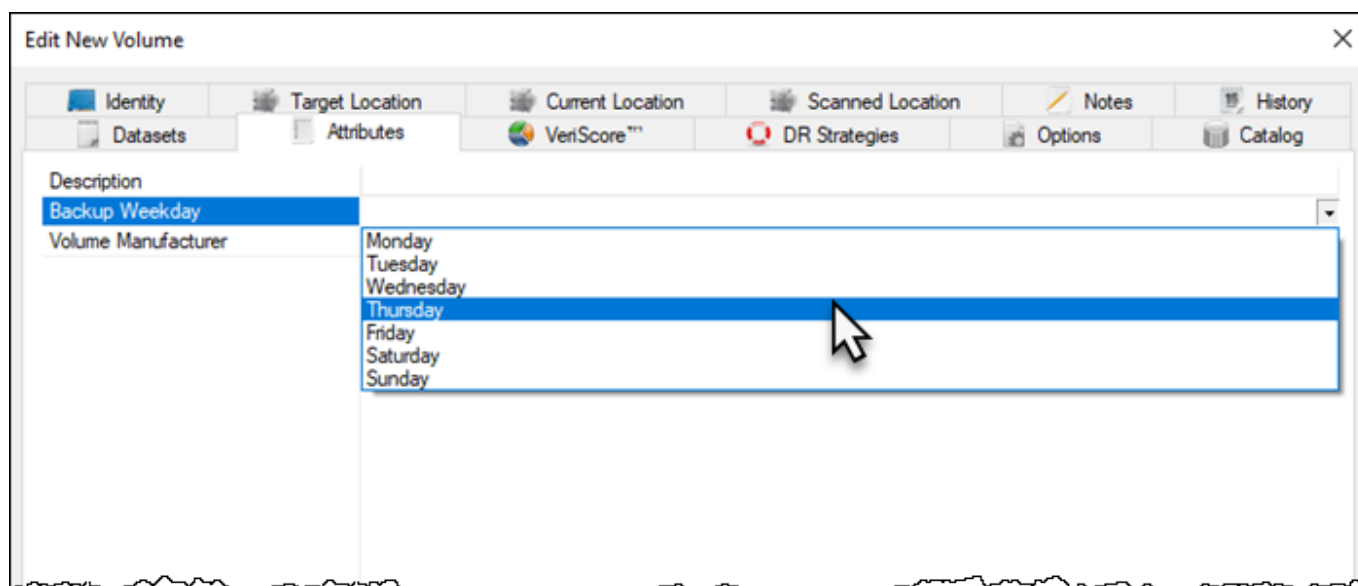 Edit New Volume
Identity Target Location Current Location Scanned Location Notes History
Datasets Attributes VeriScore™ DR Strategies Options Catalog
Description
Backup Weekday
Volume Manufacturer
Monday
Tuesday
Wednesday
Thursday
Friday
Saturday
Sunday